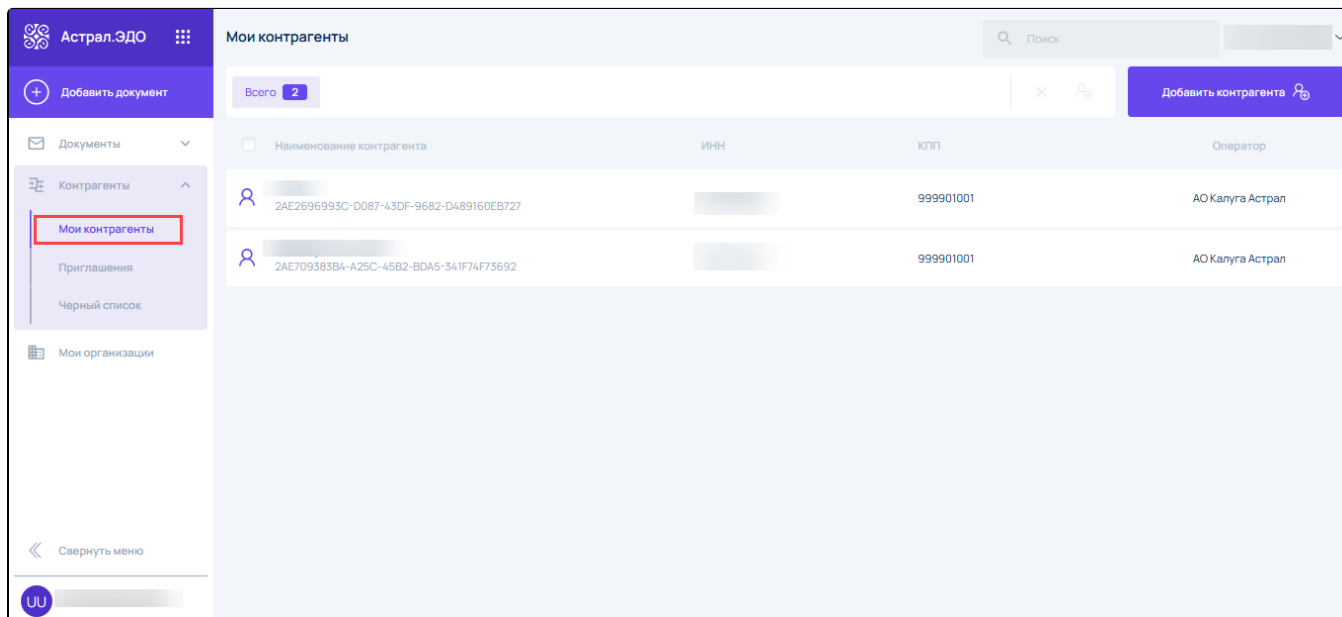 Астрал.ЭДО
Мои контрагенты
Поиск
Добавить документ
Всего 2
Добавить контрагента
Документы
Наименование контрагента ИНН КПП Оператор
Контрагенты
2AE2696993C-D087-43DF-9682-D489160EB727 999901001 АО Калуга Астрал
Мои контрагенты
2AE709383B4-A25C-45B2-BDA5-341F74F73692 999901001 АО Калуга Астрал
Приглашения
Черный список
Мои организации
Свернуть меню
UU